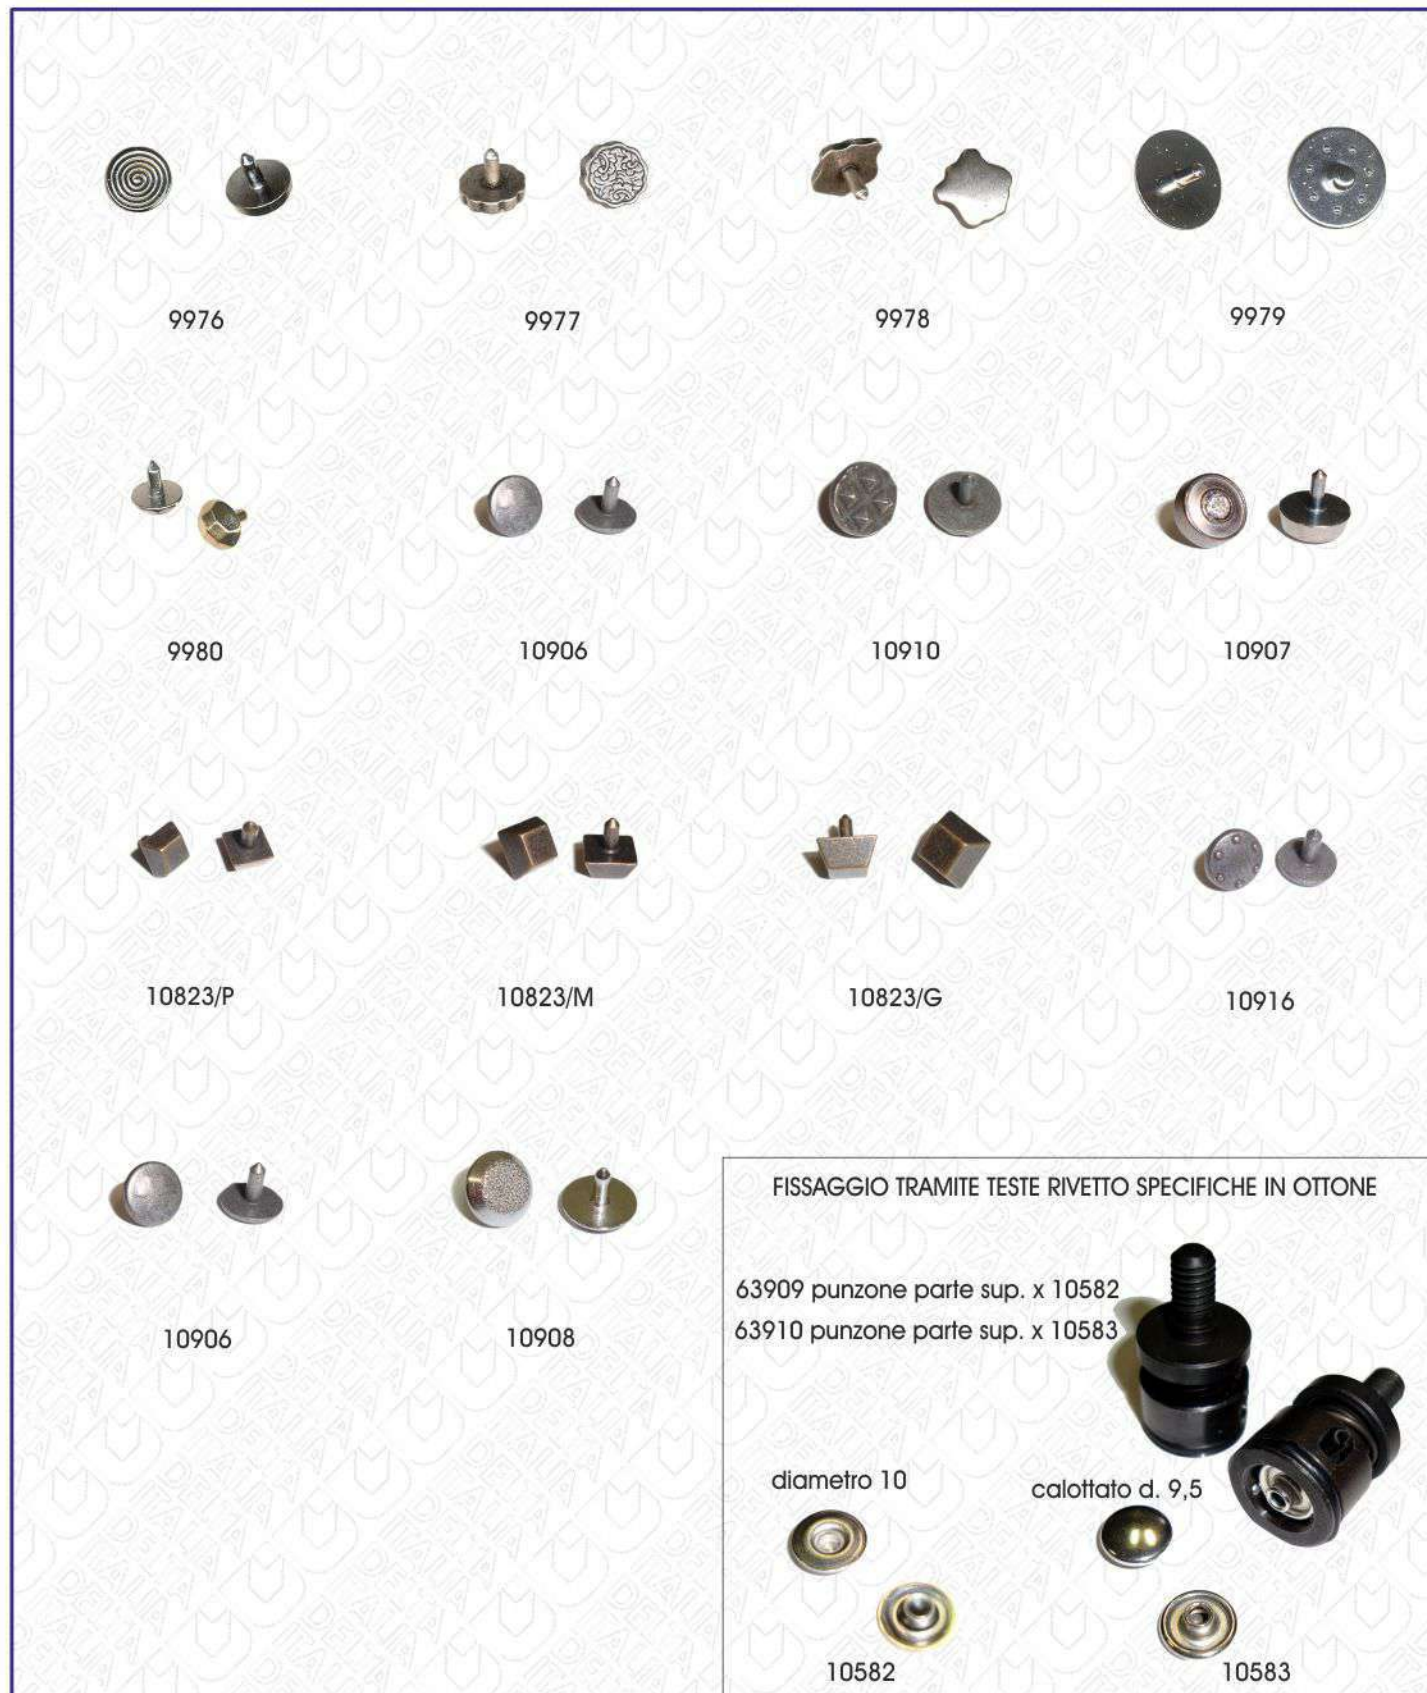 9976
9977
9978
9979
9980
10906
10910
10907
10823/P
10823/M
10823/G
10916
10906
10908
FISSAGGIO TRAMITE TESTE RIVETTO SPECIFICHE IN OTTONE
63909 punzone parte sup. x 10582
63910 punzone parte sup. x 10583
diametro 10
calottato d. 9,5
10582
10583